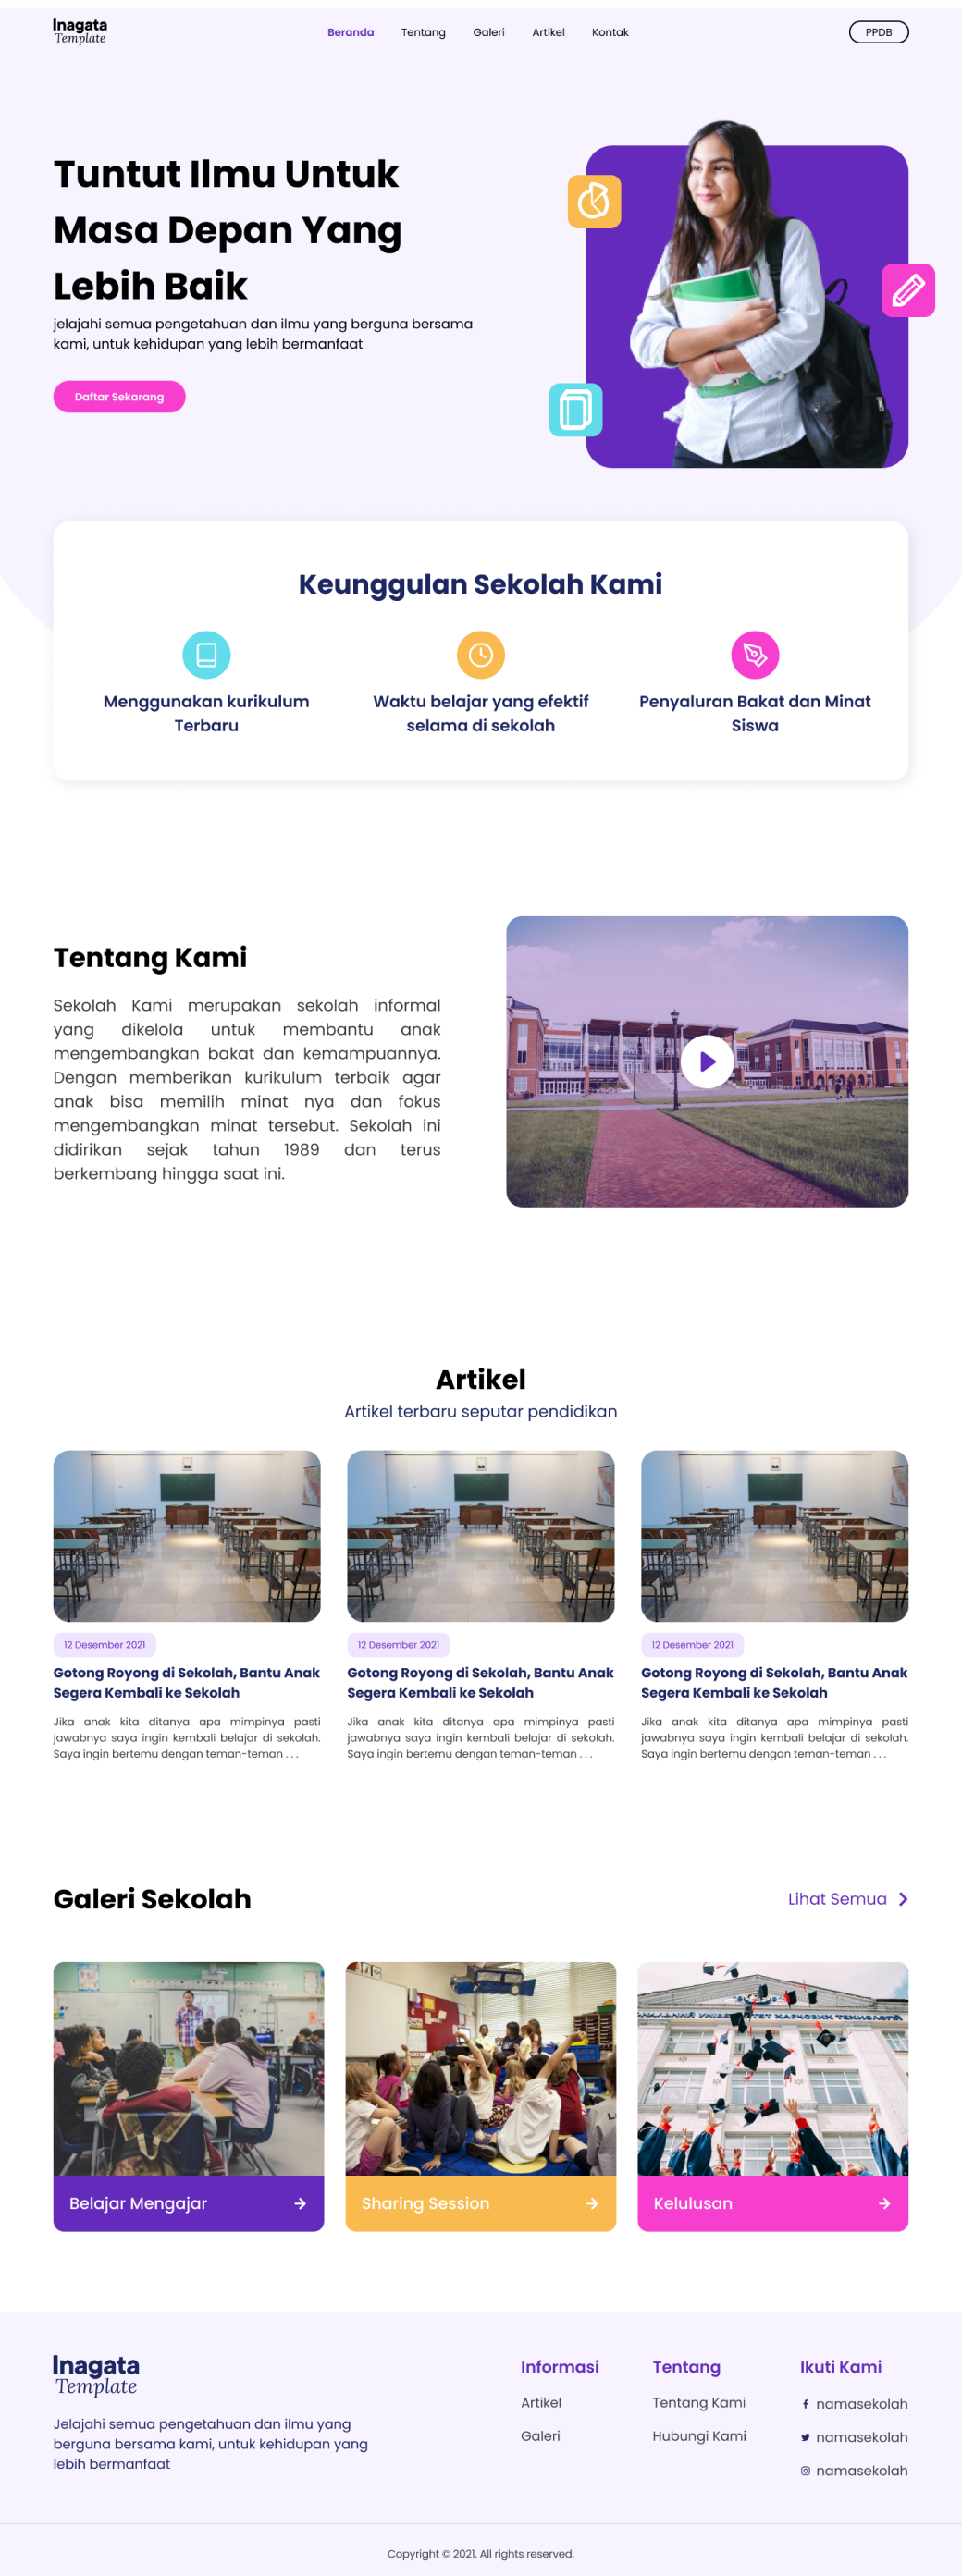 Inagata
Template
Beranda
Tentang
Galeri
Artikel
Kontak
PPDB
Tuntut Ilmu Untuk
Masa Depan Yang
Lebih Baik
jelajahi semua pengetahuan dan ilmu yang berguna bersama
kami, untuk kehidupan yang lebih bermanfaat
Daftar Sekarang
Keunggulan Sekolah Kami
Menggunakan kurikulum
Terbaru
Waktu belajar yang efektif
selama di sekolah
Penyaluran Bakat dan Minat
Siswa
Tentang Kami
Sekolah Kami merupakan sekolah informal
yang dikelola untuk membantu anak
mengembangkan bakat dan kemampuannya.
Dengan memberikan kurikulum terbaik agar
anak bisa memilih minat nya dan fokus
mengembangkan minat tersebut. Sekolah ini
didirikan sejak tahun 1989 dan terus
berkembang hingga saat ini.
Artikel
Artikel terbaru seputar pendidikan
12 Desember 2021
Gotong Royong di Sekolah, Bantu Anak
Segera Kembali ke Sekolah
Jika anak kita ditanya apa mimpinya pasti
jawabnya saya ingin kembali belajar di sekolah.
Saya ingin bertemu dengan teman-teman . . .
12 Desember 2021
Gotong Royong di Sekolah, Bantu Anak
Segera Kembali ke Sekolah
Jika anak kita ditanya apa mimpinya pasti
jawabnya saya ingin kembali belajar di sekolah.
Saya ingin bertemu dengan teman-teman . . .
12 Desember 2021
Gotong Royong di Sekolah, Bantu Anak
Segera Kembali ke Sekolah
Jika anak kita ditanya apa mimpinya pasti
jawabnya saya ingin kembali belajar di sekolah.
Saya ingin bertemu dengan teman-teman . . .
Galeri Sekolah
Lihat Semua
Belajar Mengajar
Sharing Session
Kelulusan
Inagata
Template
Jelajahi semua pengetahuan dan ilmu yang
berguna bersama kami, untuk kehidupan yang
lebih bermanfaat
Informasi
Artikel
Galeri
Tentang
Tentang Kami
Hubungi Kami
Ikuti Kami
namasekolah
namasekolah
namasekolah
Copyright © 2021. All rights reserved.